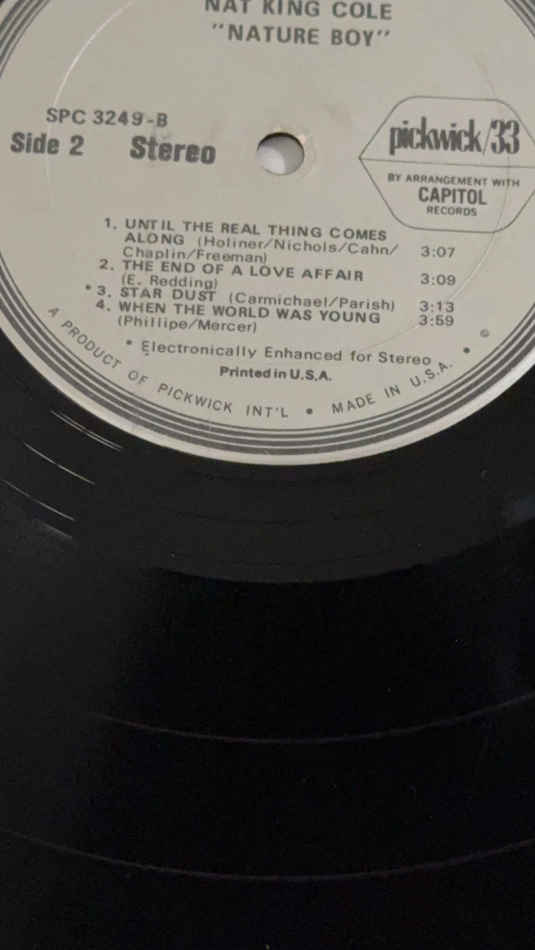 NAT KING COLE
"NATURE BOY"
SPC 3249-B
Side 2 Stereo
pickwick/33
BY ARRANGEMENT WITH
CAPITOL
RECORDS
1. UNTIL THE REAL THING COMES
ALONG (Holiner/Nichols/Cahn/
Chaplin/Freeman) 3:07
2. THE END OF A LOVE AFFAIR 3:09
(E. Redding)
*3. STAR DUST (Carmichael/Parish) 3:13
4. WHEN THE WORLD WAS YOUNG 3:59
(Phillipe/Mercer)
* Electronically Enhanced for Stereo
Printed in U.S.A.
A PRODUCT OF PICKWICK INT'L • MADE IN U.S.A. • ©